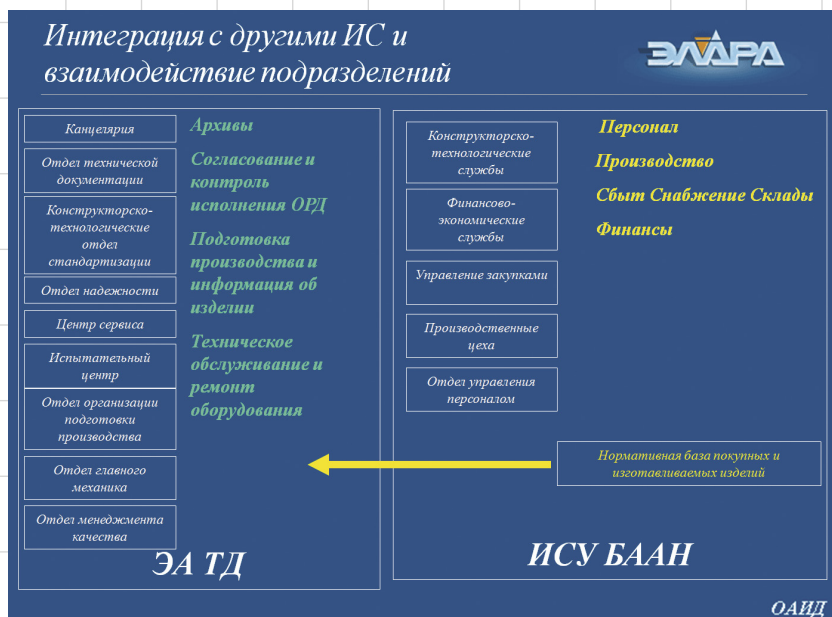 Интеграция с другими ИС и
взаимодействие подразделений
ЭЛАРА
Канцелярия
Отдел технической
документации
Конструкторско-
технологические
отдел
стандартизации
Отдел надежности
Центр сервиса
Испытательный
центр
Отдел организации
подготовки
производства
Отдел главного
механика
Отдел менеджмента
качества
Архивы
Согласование и
контроль
исполнения ОРД
Подготовка
производства и
информация об
изделии
Техническое
обслуживание и
ремонт
оборудования
ЭА ТД
Конструкторско-
технологические
службы
Финансово-
экономические
службы
Управление закупками
Производственные
цеха
Отдел управления
персоналом
Персонал
Производство
Сбыт Снабжение Склады
Финансы
Нормативная база покупных и
изготавливаемых изделий
ИСУ БААН
ОАИД